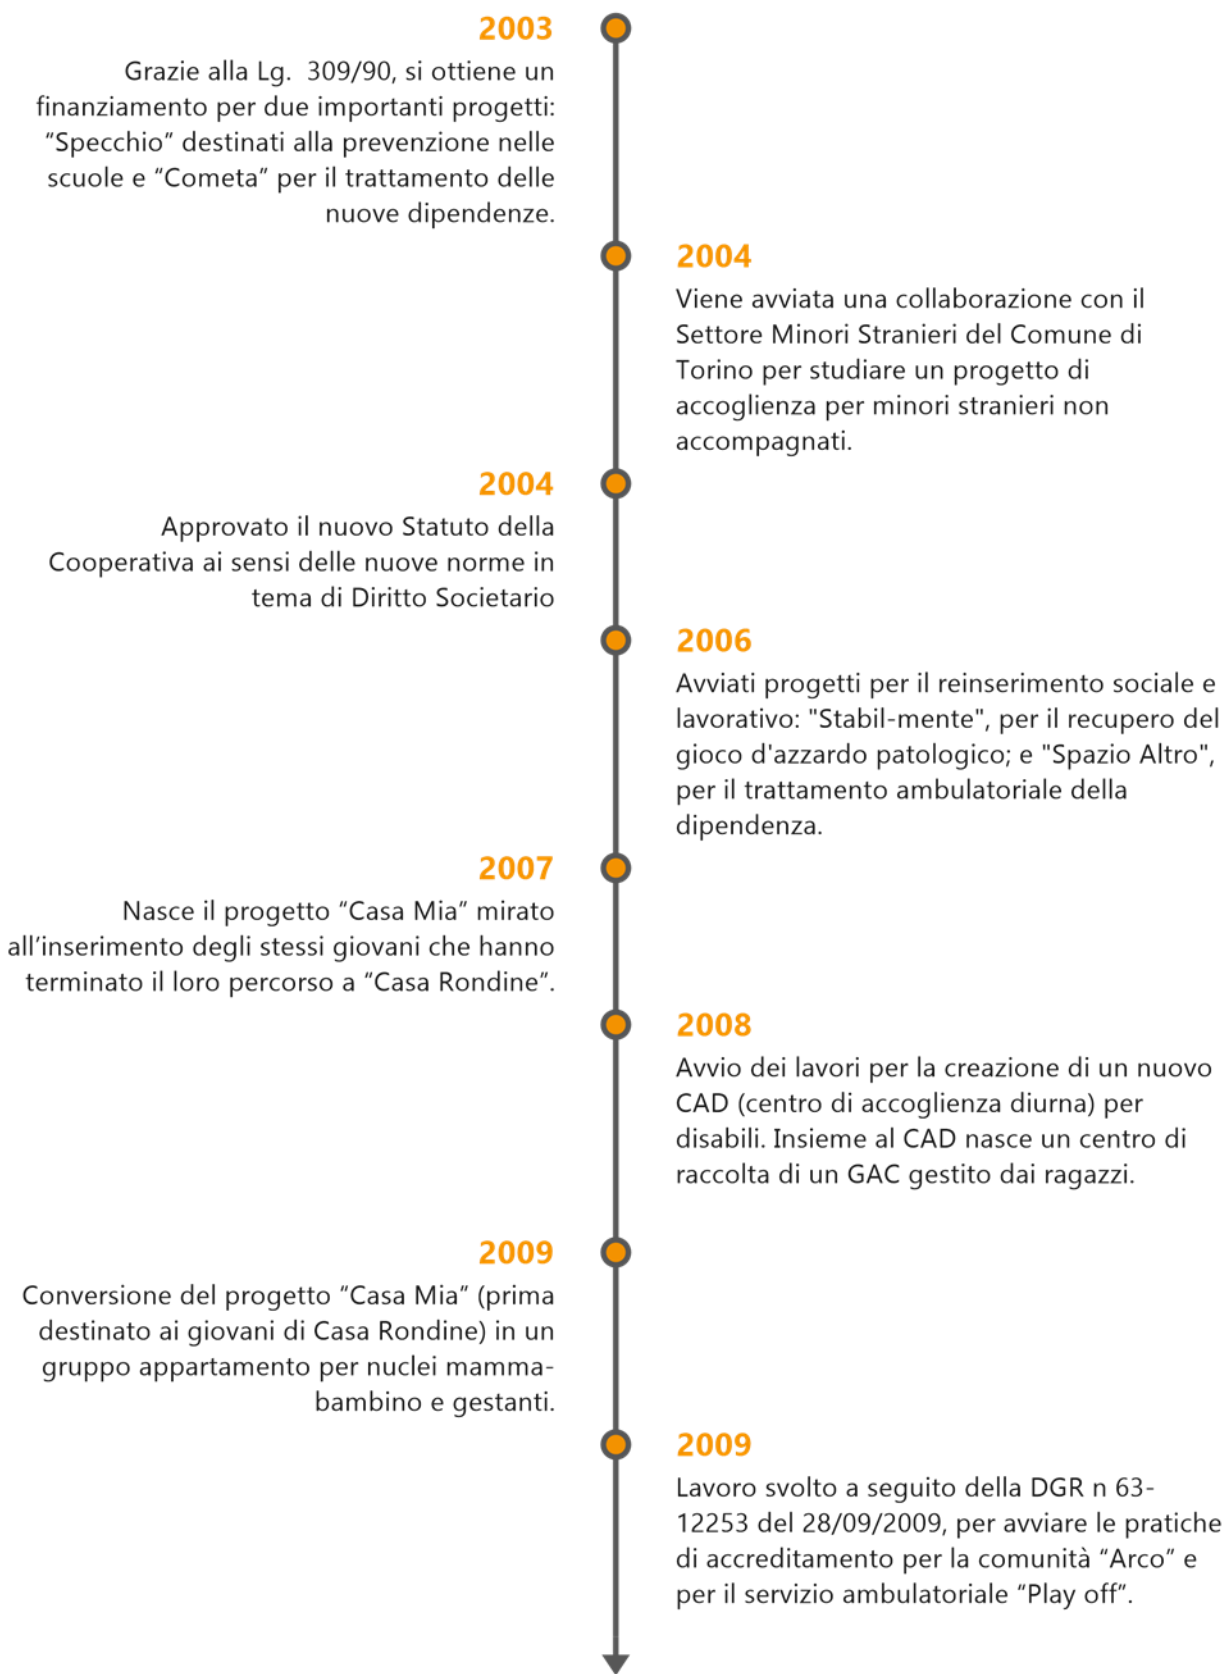 2003
Grazie alla Lg.  309/90, si ottiene un
finanziamento per due importanti progetti:
“Specchio” destinati alla prevenzione nelle
scuole e “Cometa” per il trattamento delle
nuove dipendenze.
2004
Viene avviata una collaborazione con il
Settore Minori Stranieri del Comune di
Torino per studiare un progetto di
accoglienza per minori stranieri non
accompagnati.
2004
Approvato il nuovo Statuto della
Cooperativa ai sensi delle nuove norme in
tema di Diritto Societario
2006
Avviati progetti per il reinserimento sociale e
lavorativo: "Stabil-mente", per il recupero del
gioco d'azzardo patologico; e "Spazio Altro",
per il trattamento ambulatoriale della
dipendenza.
2007
Nasce il progetto “Casa Mia” mirato
all’inserimento degli stessi giovani che hanno
terminato il loro percorso a “Casa Rondine”.
2008
Avvio dei lavori per la creazione di un nuovo
CAD (centro di accoglienza diurna) per
disabili. Insieme al CAD nasce un centro di
raccolta di un GAC gestito dai ragazzi.
2009
Conversione del progetto “Casa Mia” (prima
destinato ai giovani di Casa Rondine) in un
gruppo appartamento per nuclei mamma-
bambino e gestanti.
2009
Lavoro svolto a seguito della DGR n 63-
12253 del 28/09/2009, per avviare le pratiche
di accreditamento per la comunità “Arco” e
per il servizio ambulatoriale “Play off”.